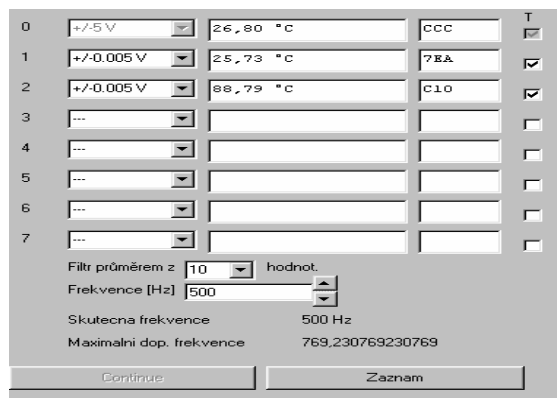 T
0 +/-5 V 26,80 °C CCC
1 +/-0.005 V 25,73 °C 7EA
2 +/-0.005 V 88,79 °C C10
3 ---
4 ---
5 ---
6 ---
7 ---
Filtr průměrem z 10 hodnot.
Frekvence [Hz] 500
Skutecna frekvence 500 Hz
Maximalni dop. frekvence 769,230769230769
Continue Zaznam